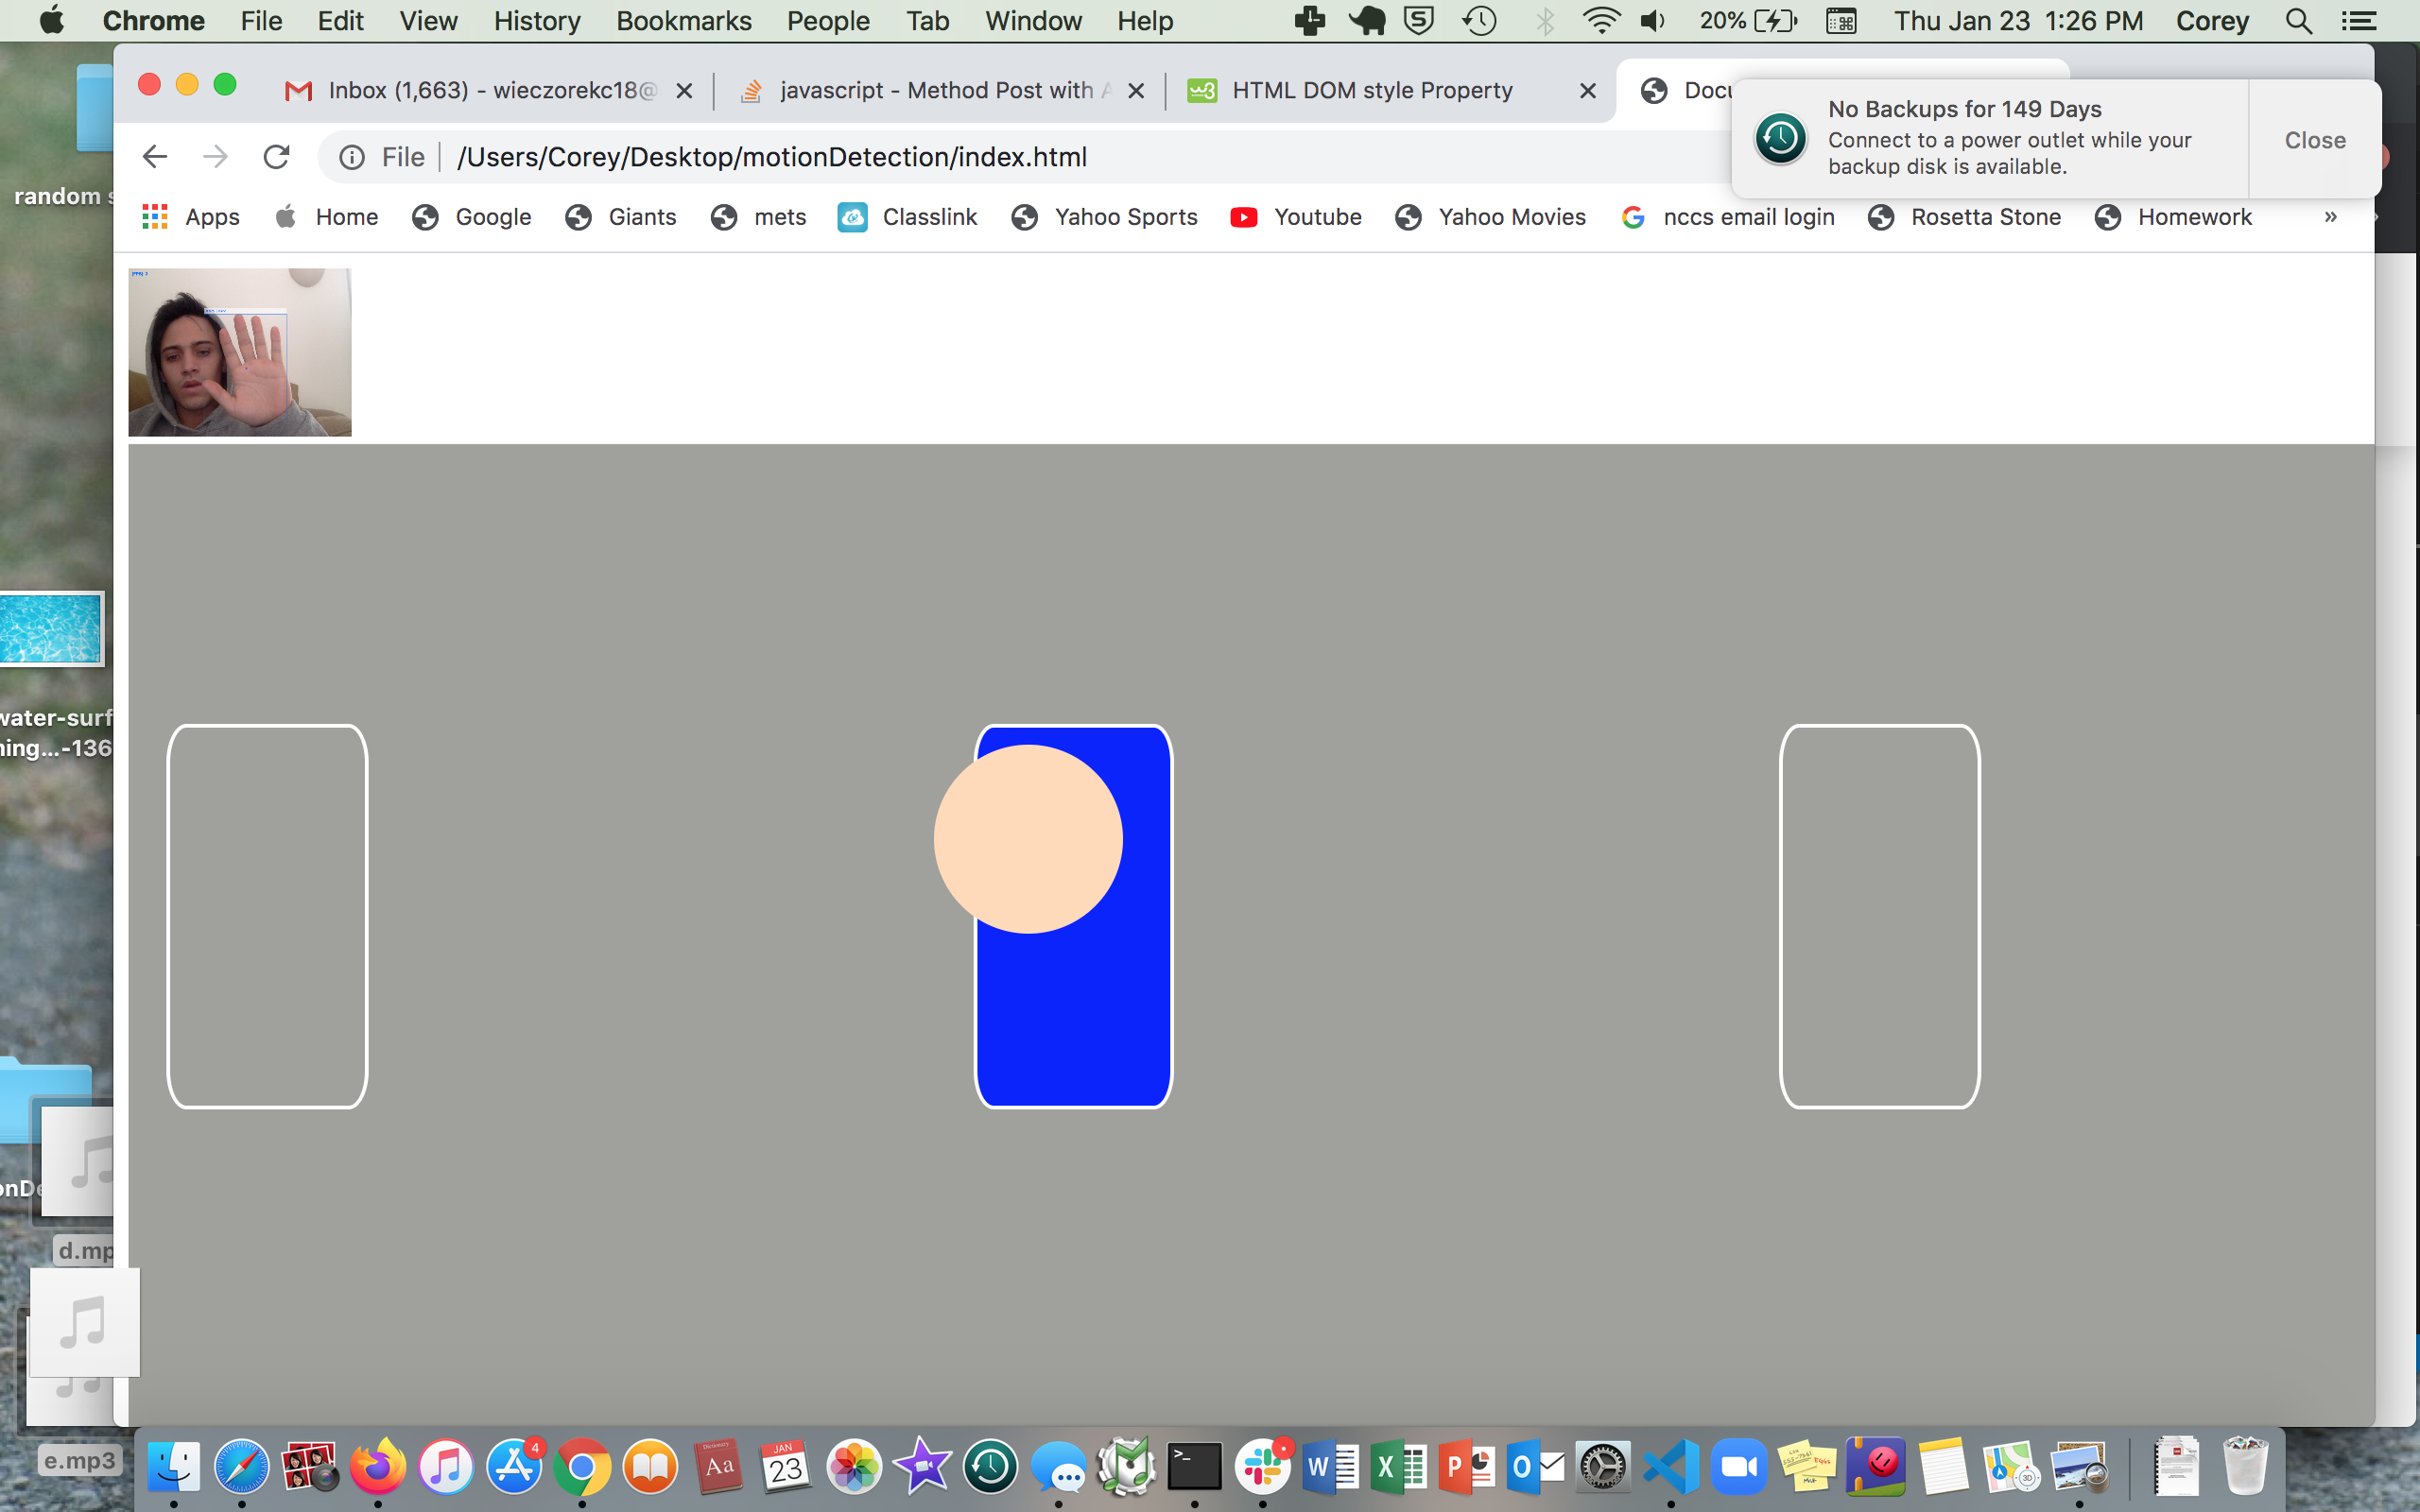 Chrome File Edit View History Bookmarks People Tab Window Help 20% Thu Jan 23 1:26 PM Corey
Inbox (1,663) - wieczorekc18@
javascript - Method Post with A
HTML DOM style Property
Docu
No Backups for 149 Days
Connect to a power outlet while your
backup disk is available.
Close
File /Users/Corey/Desktop/motionDetection/index.html
Apps Home Google Giants mets Classlink Yahoo Sports Youtube Yahoo Movies nccs email login Rosetta Stone Homework »
random s
water-surf
ning...-136
onDe
d.mp
e.mp3
4
Dictionary
Aa
JAN
23
W
X
P
O
3D